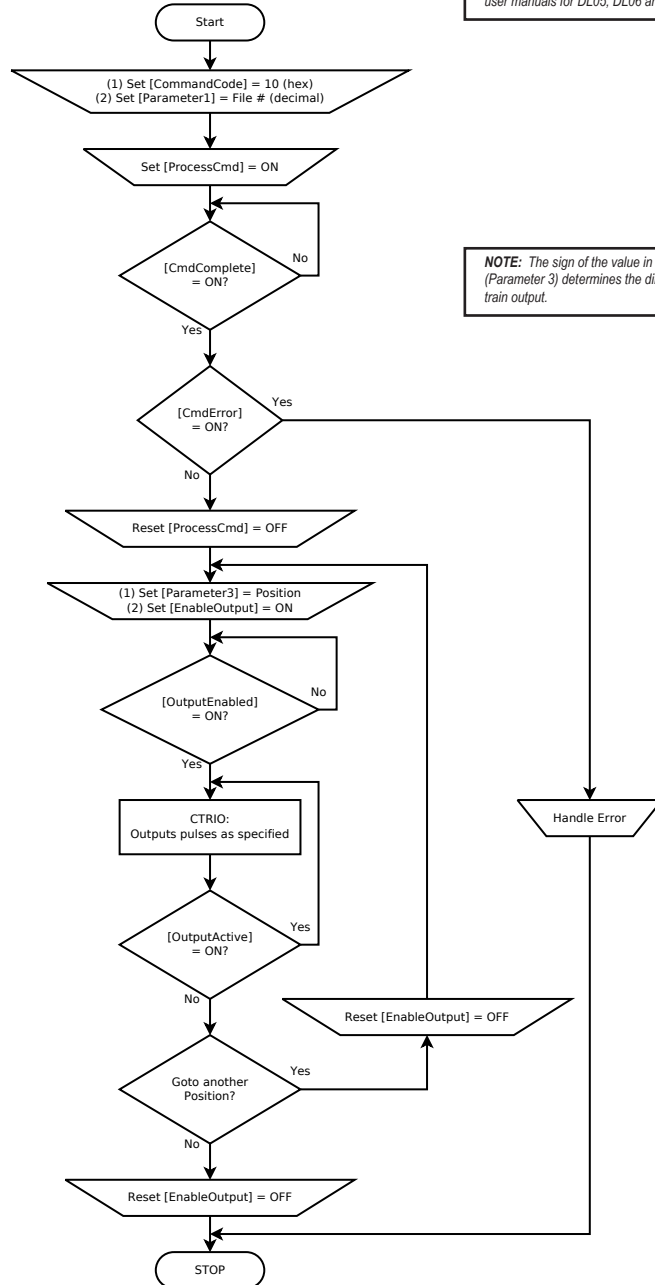 user manuals for DL05, DL06 an
Start
(1) Set [CommandCode] = 10 (hex)
(2) Set [Parameter1] = File # (decimal)
Set [ProcessCmd] = ON
[CmdComplete]
= ON?
No
Yes
NOTE: The sign of the value in
(Parameter 3) determines the di
train output.
[CmdError]
= ON?
Yes
No
Reset [ProcessCmd] = OFF
(1) Set [Parameter3] = Position
(2) Set [EnableOutput] = ON
[OutputEnabled]
= ON?
No
Yes
CTRIO:
Outputs pulses as specified
Handle Error
[OutputActive]
= ON?
Yes
No
Reset [EnableOutput] = OFF
Goto another
Position?
Yes
No
Reset [EnableOutput] = OFF
STOP